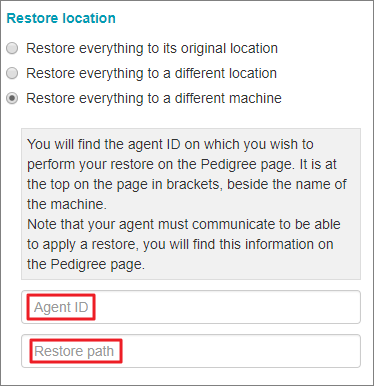 Restore location
Restore everything to its original location
Restore everything to a different location
Restore everything to a different machine
You will find the agent ID on which you wish to
perform your restore on the Pedigree page. It is at
the top on the page in brackets, beside the name of
the machine.
Note that your agent must communicate to be able
to apply a restore, you will find this information on
the Pedigree page.
Agent ID
Restore path